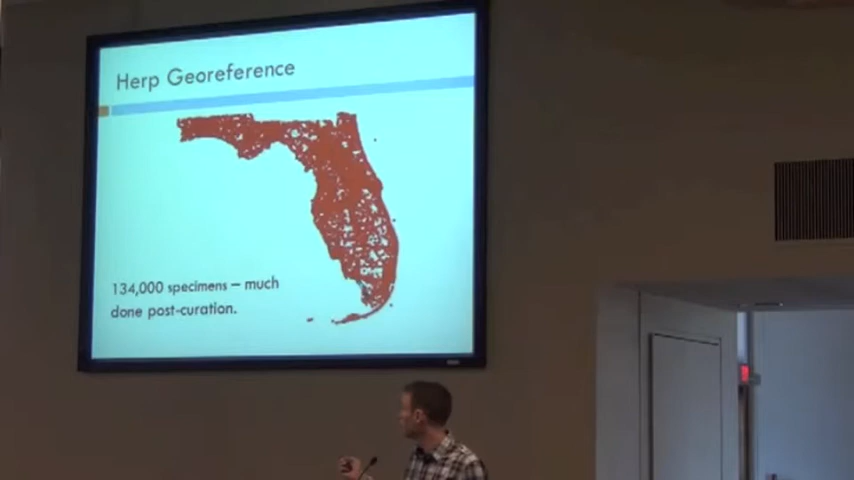 Herp Georeference
134,000 specimens – much
done post-curation.